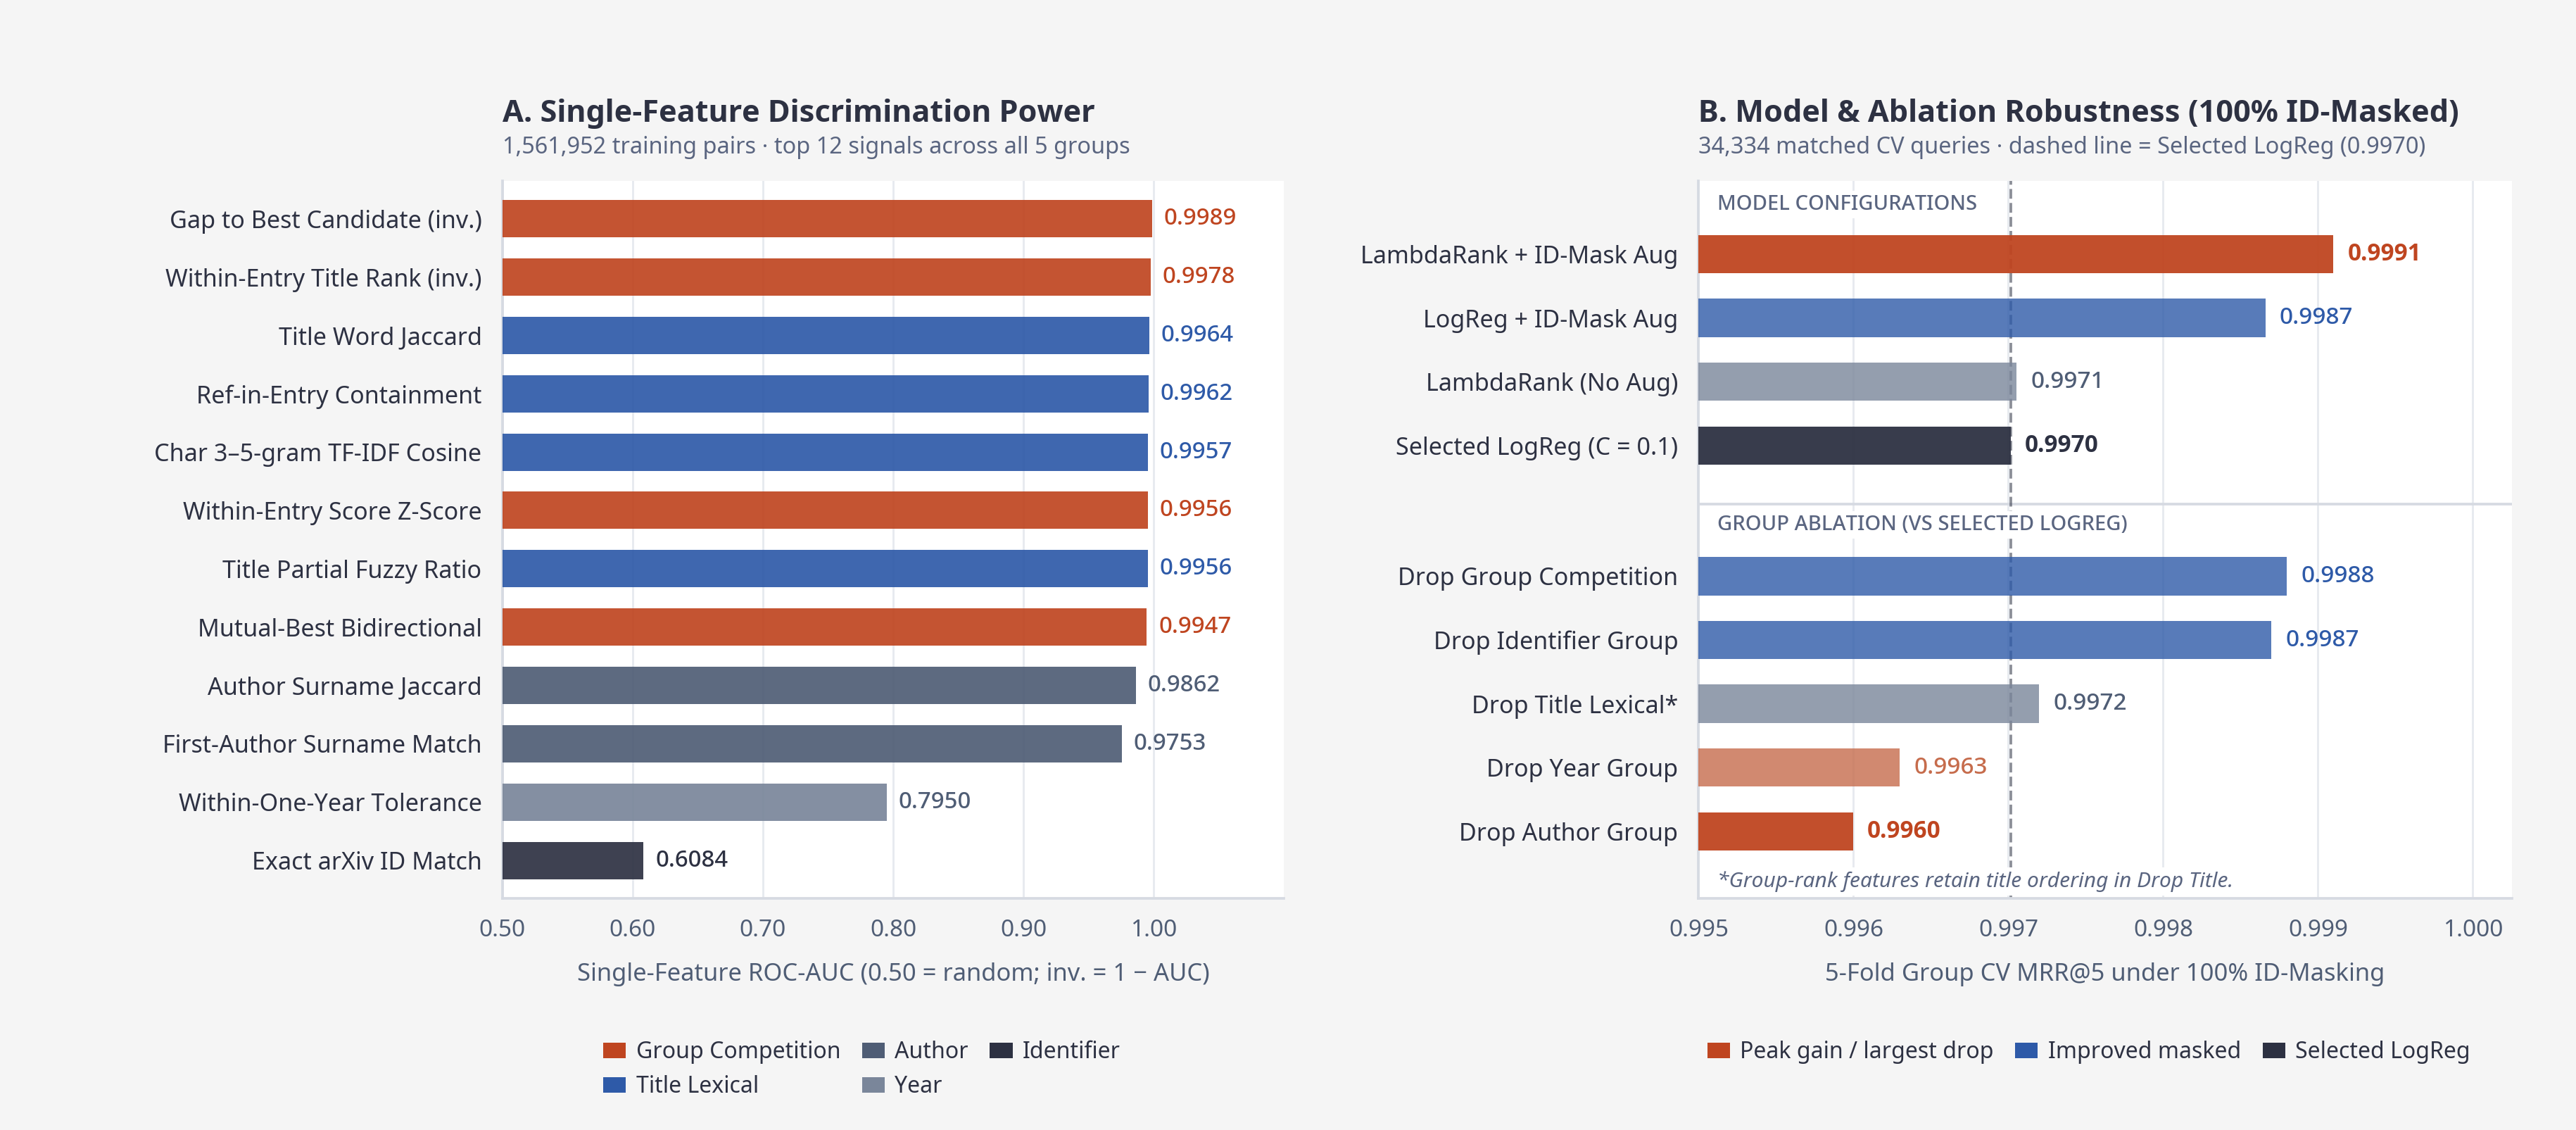 A. Single-Feature Discrimination Power
1,561,952 training pairs · top 12 signals across all 5 groups
Gap to Best Candidate (inv.) 0.9989
Within-Entry Title Rank (inv.) 0.9978
Title Word Jaccard 0.9964
Ref-in-Entry Containment 0.9962
Char 3–5-gram TF-IDF Cosine 0.9957
Within-Entry Score Z-Score 0.9956
Title Partial Fuzzy Ratio 0.9956
Mutual-Best Bidirectional 0.9947
Author Surname Jaccard 0.9862
First-Author Surname Match 0.9753
Within-One-Year Tolerance 0.7950
Exact arXiv ID Match 0.6084
0.50 0.60 0.70 0.80 0.90 1.00
Single-Feature ROC-AUC (0.50 = random; inv. = 1 − AUC)
Group Competition Author Identifier
Title Lexical Year
B. Model & Ablation Robustness (100% ID-Masked)
34,334 matched CV queries · dashed line = Selected LogReg (0.9970)
MODEL CONFIGURATIONS
LambdaRank + ID-Mask Aug 0.9991
LogReg + ID-Mask Aug 0.9987
LambdaRank (No Aug) 0.9971
Selected LogReg (C = 0.1) 0.9970
GROUP ABLATION (VS SELECTED LOGREG)
Drop Group Competition 0.9988
Drop Identifier Group 0.9987
Drop Title Lexical* 0.9972
Drop Year Group 0.9963
Drop Author Group 0.9960
*Group-rank features retain title ordering in Drop Title.
0.995 0.996 0.997 0.998 0.999 1.000
5-Fold Group CV MRR@5 under 100% ID-Masking
Peak gain / largest drop Improved masked Selected LogReg